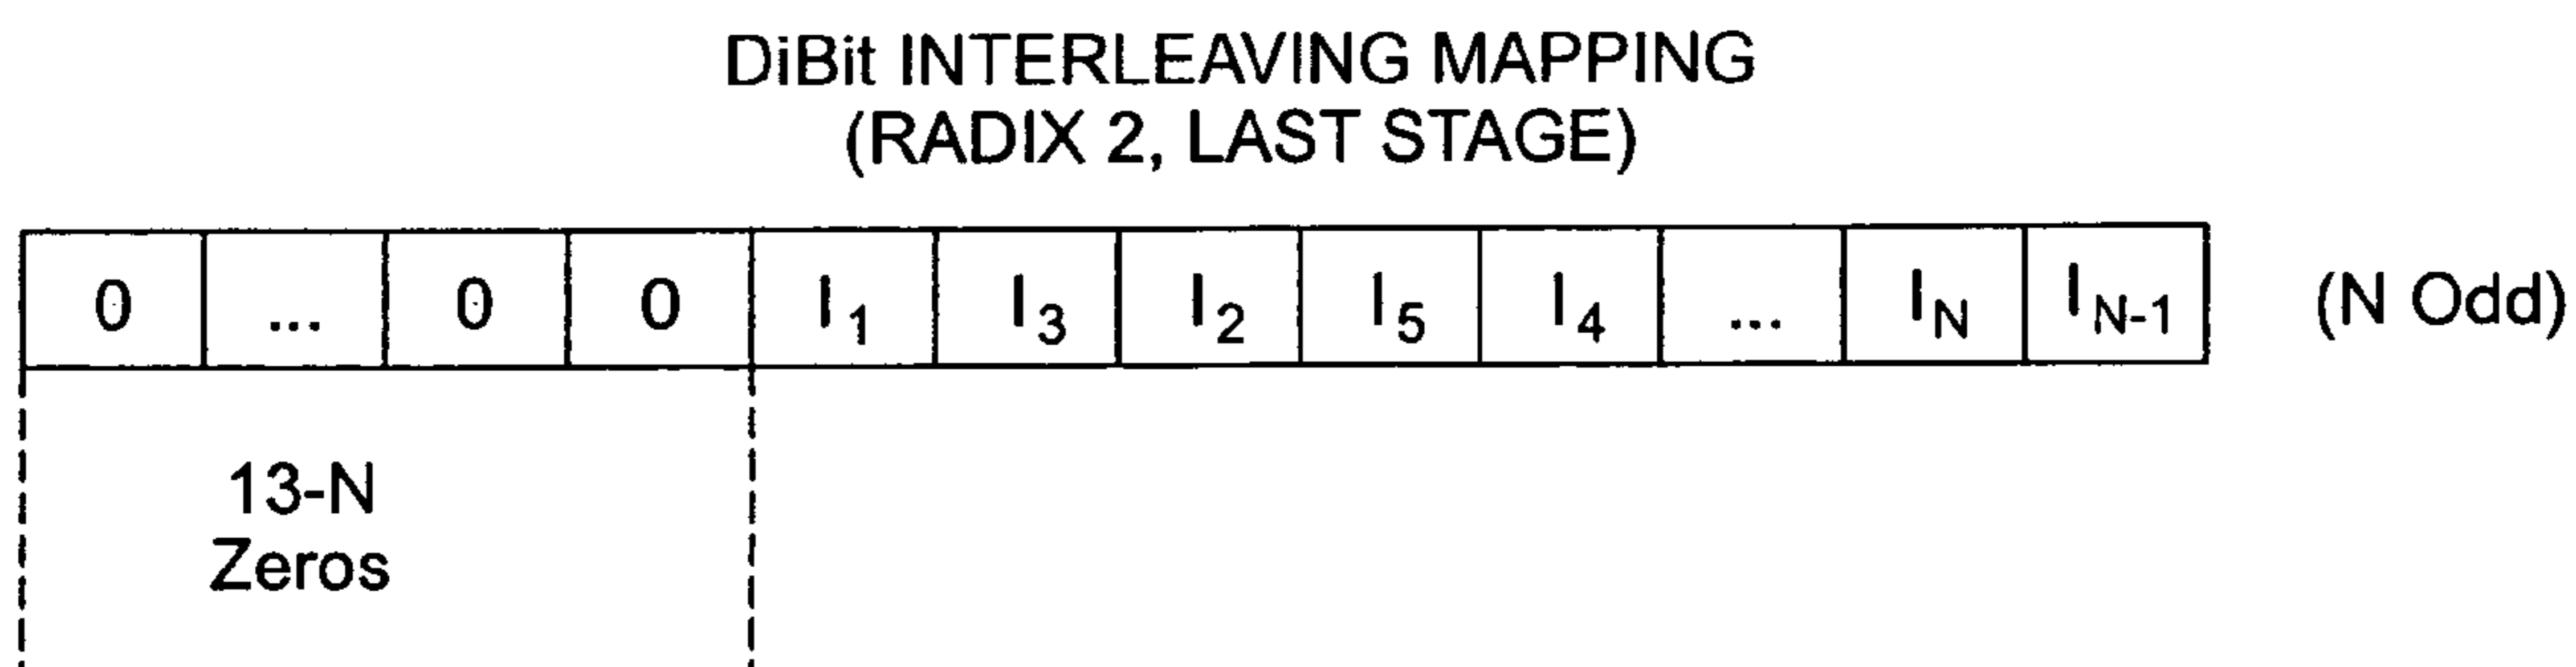 DiBit INTERLEAVING MAPPING
(RADIX 2, LAST STAGE)
0 ... 0 0 I1 I3 I2 I5 I4 ... IN IN-1 (N Odd)
13-N
Zeros